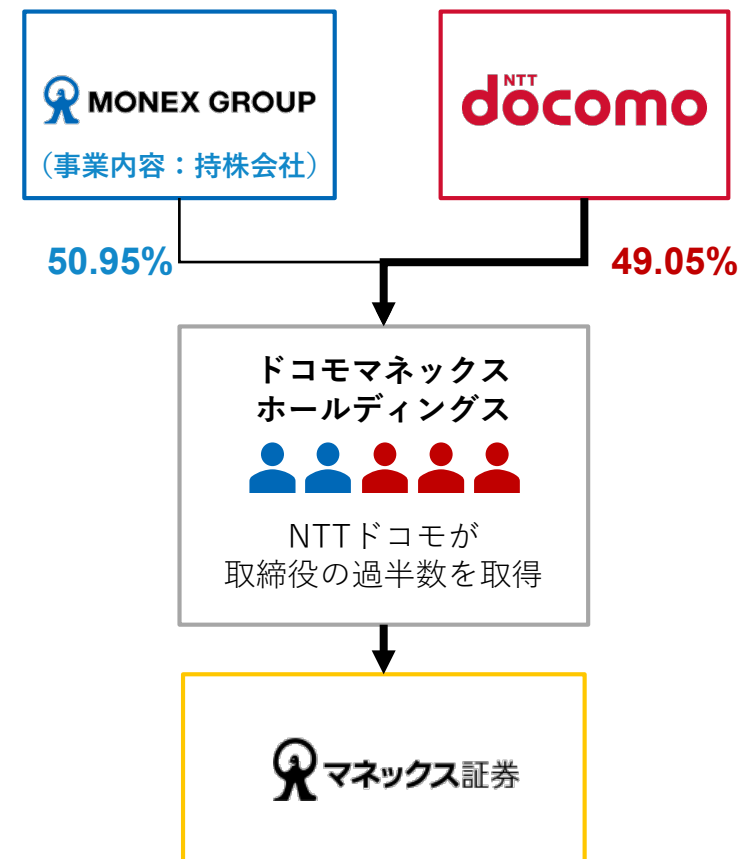 MONEX GROUP
（事業内容：持株会社）
NTT
docomo
50.95%
49.05%
ドコモマネックス
ホールディングス
NTTドコモが
取締役の過半数を取得
マネックス証券